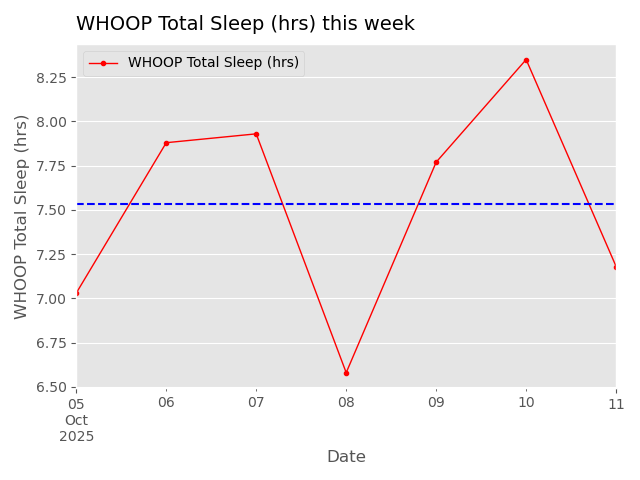 WHOOP Total Sleep (hrs) this week
WHOOP Total Sleep (hrs)
WHOOP Total Sleep (hrs)
8.25
8.00
7.75
7.50
7.25
7.00
6.75
6.50
05 06 07 08 09 10 11
Oct
2025
Date